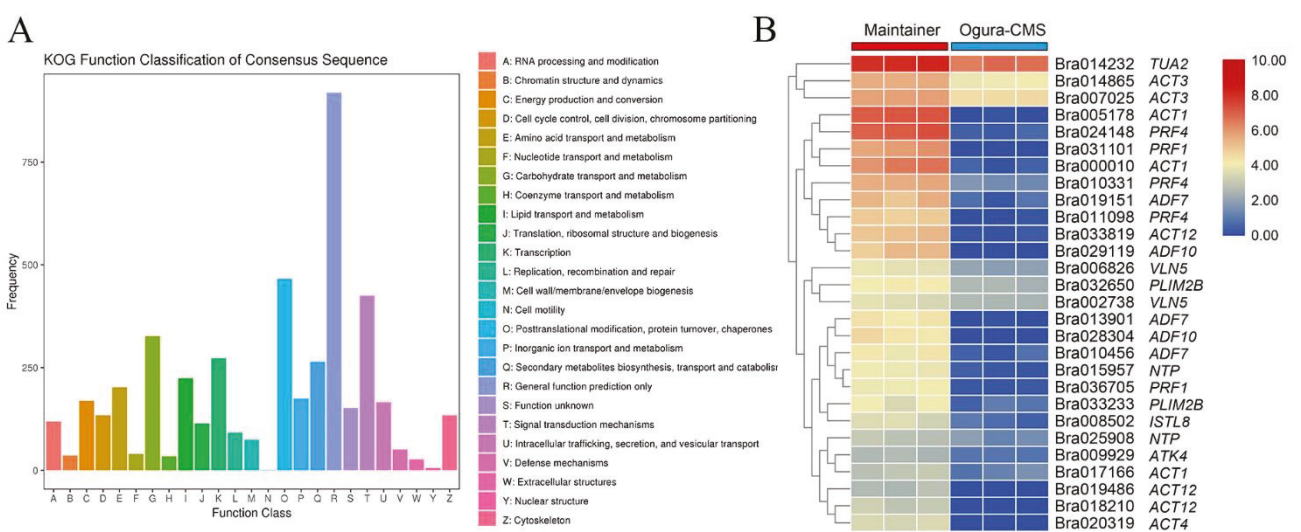 A
KOG Function Classification of Consensus Sequence
Frequency
750
500
250
0
A B C D E F G H I J K L M N O P Q R S T U V W Y Z
Function Class
A: RNA processing and modification
B: Chromatin structure and dynamics
C: Energy production and conversion
D: Cell cycle control, cell division, chromosome partitioning
E: Amino acid transport and metabolism
F: Nucleotide transport and metabolism
G: Carbohydrate transport and metabolism
H: Coenzyme transport and metabolism
I: Lipid transport and metabolism
J: Translation, ribosomal structure and biogenesis
K: Transcription
L: Replication, recombination and repair
M: Cell wall/membrane/envelope biogenesis
N: Cell motility
O: Posttranslational modification, protein turnover, chaperones
P: Inorganic ion transport and metabolism
Q: Secondary metabolites biosynthesis, transport and catabolisr
R: General function prediction only
S: Function unknown
T: Signal transduction mechanisms
U: Intracellular trafficking, secretion, and vesicular transport
V: Defense mechanisms
W: Extracellular structures
Y: Nuclear structure
Z: Cytoskeleton
B
Maintainer Ogura-CMS
Bra014232 TUA2
Bra014865 ACT3
Bra007025 ACT3
Bra005178 ACT1
Bra024148 PRF4
Bra031101 PRF1
Bra000010 ACT1
Bra010331 PRF4
Bra019151 ADF7
Bra011098 PRF4
Bra033819 ACT12
Bra029119 ADF10
Bra006826 VLN5
Bra032650 PLIM2B
Bra002738 VLN5
Bra013901 ADF7
Bra028304 ADF10
Bra010456 ADF7
Bra015957 NTP
Bra036705 PRF1
Bra033233 PLIM2B
Bra008502 ISTL8
Bra025908 NTP
Bra009929 ATK4
Bra017166 ACT1
Bra019486 ACT12
Bra018210 ACT12
Bra020319 ACT4
10.00
8.00
6.00
4.00
2.00
0.00